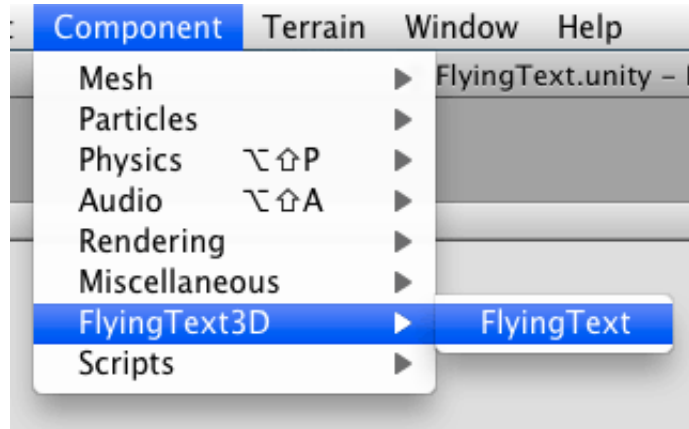 Component Terrain Window Help
FlyingText.unity –
Mesh
Particles
Physics ⌥⇧P
Audio ⌥⇧A
Rendering
Miscellaneous
FlyingText3D FlyingText
Scripts